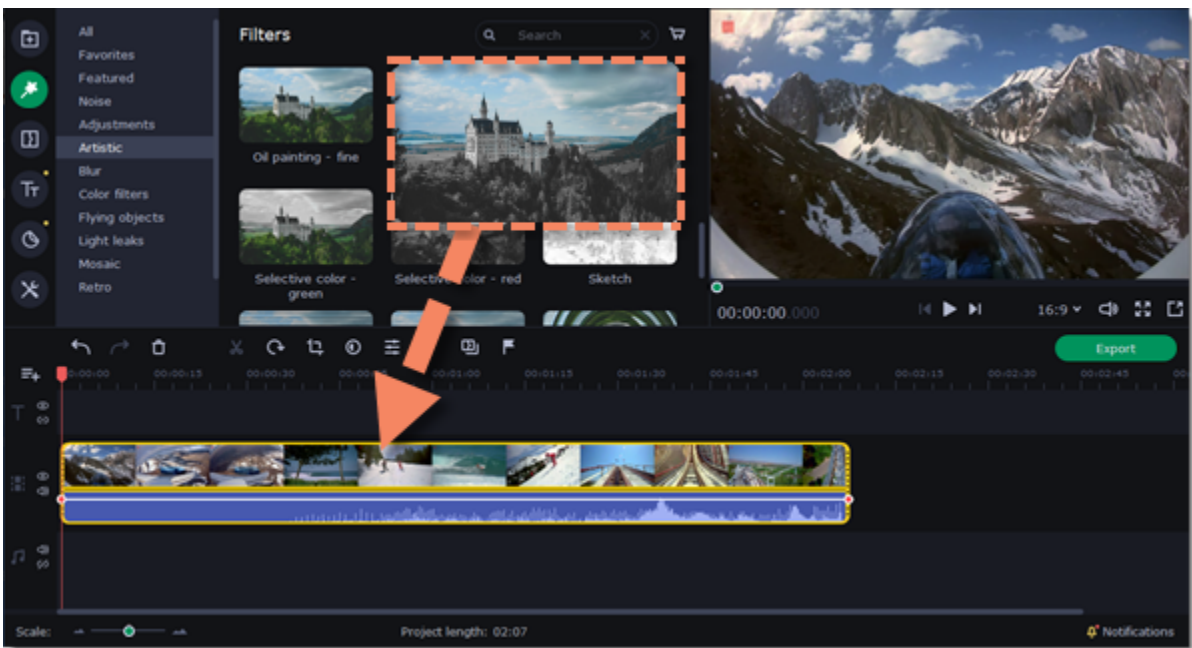 All
Favorites
Featured
Noise
Adjustments
Artistic
Blur
Color filters
Flying objects
Light leaks
Mosaic
Retro
Filters
Search
Oil painting - fine
Selective color -
green
Selective color - red
Sketch
00:00:00.000
16:9
Export
00:00:00 00:00:15 00:00:30 00:01:00 00:01:15 00:01:30 00:01:45 00:02:00 00:02:15 00:02:30 00:02:45
Scale:
Project length: 02:07
Notifications